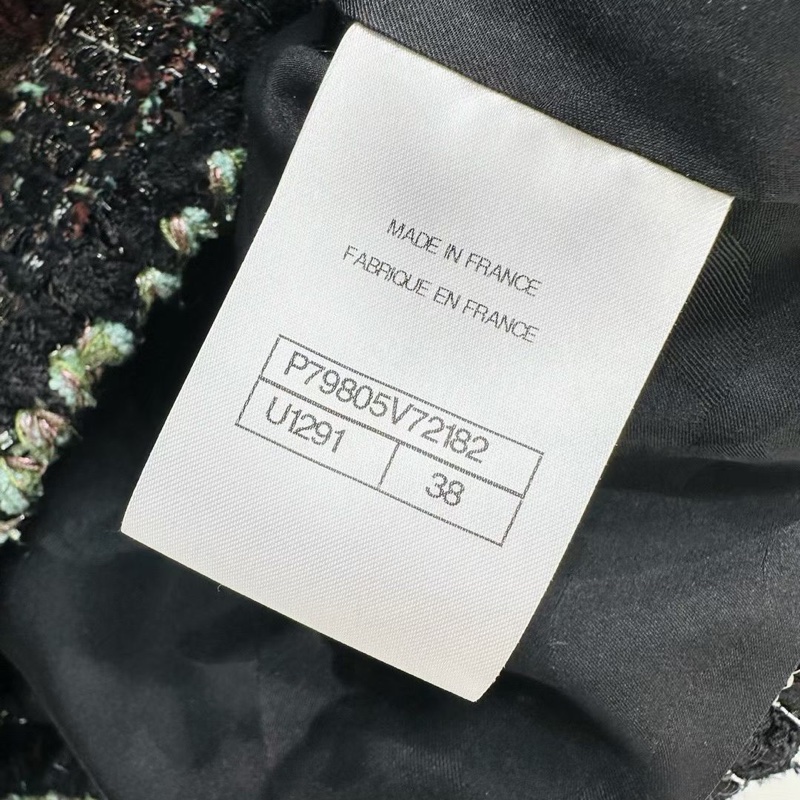 MADE IN FRANCE
FABRIQUE EN FRANCE
P79805V72182
U1291 38